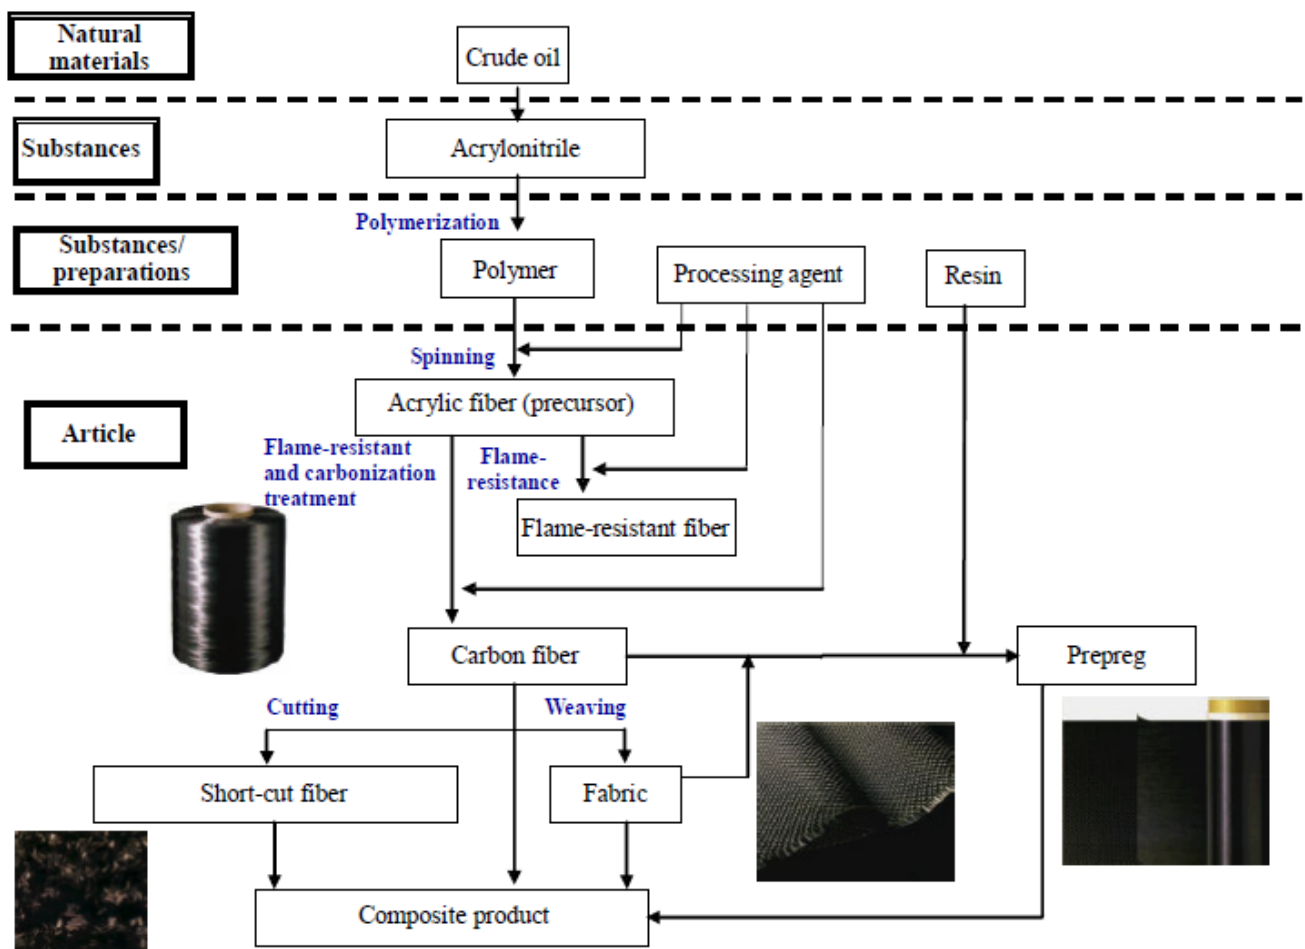 Natural
materials
Crude oil
Substances
Acrylonitrile
Polymerization
Substances/
preparations
Polymer
Processing agent
Resin
Spinning
Acrylic fiber (precursor)
Article
Flame-resistant
and carbonization
treatment
Flame-
resistance
Flame-resistant fiber
Carbon fiber
Prepreg
Cutting
Weaving
Short-cut fiber
Fabric
Composite product